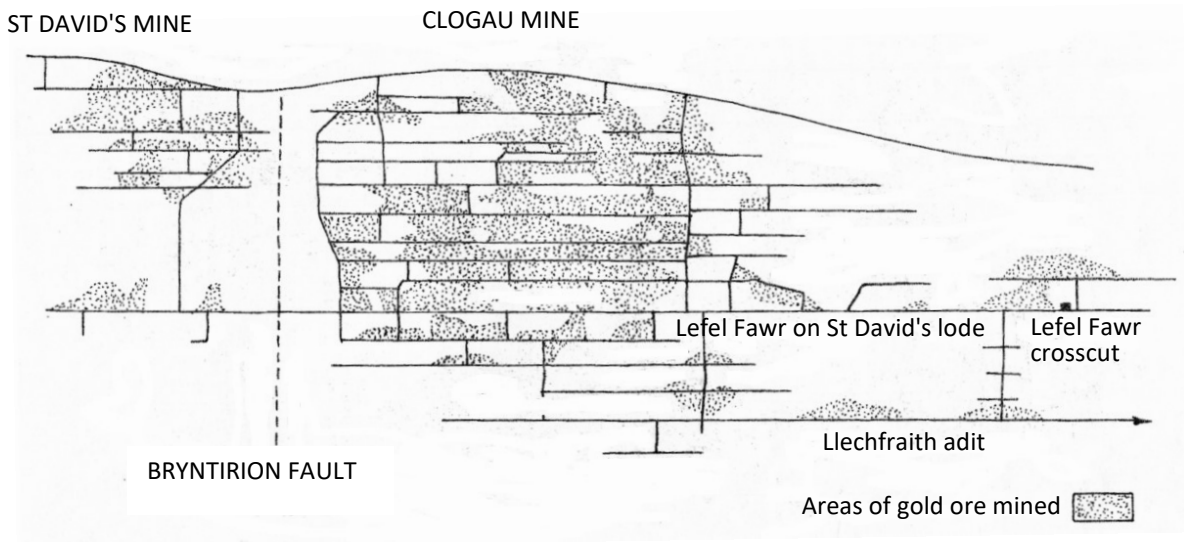 ST DAVID'S MINE
CLOGAU MINE
Lefel Fawr on St David's lode
Lefel Fawr
crosscut
Llechfraith adit
BRYNTIRION FAULT
Areas of gold ore mined